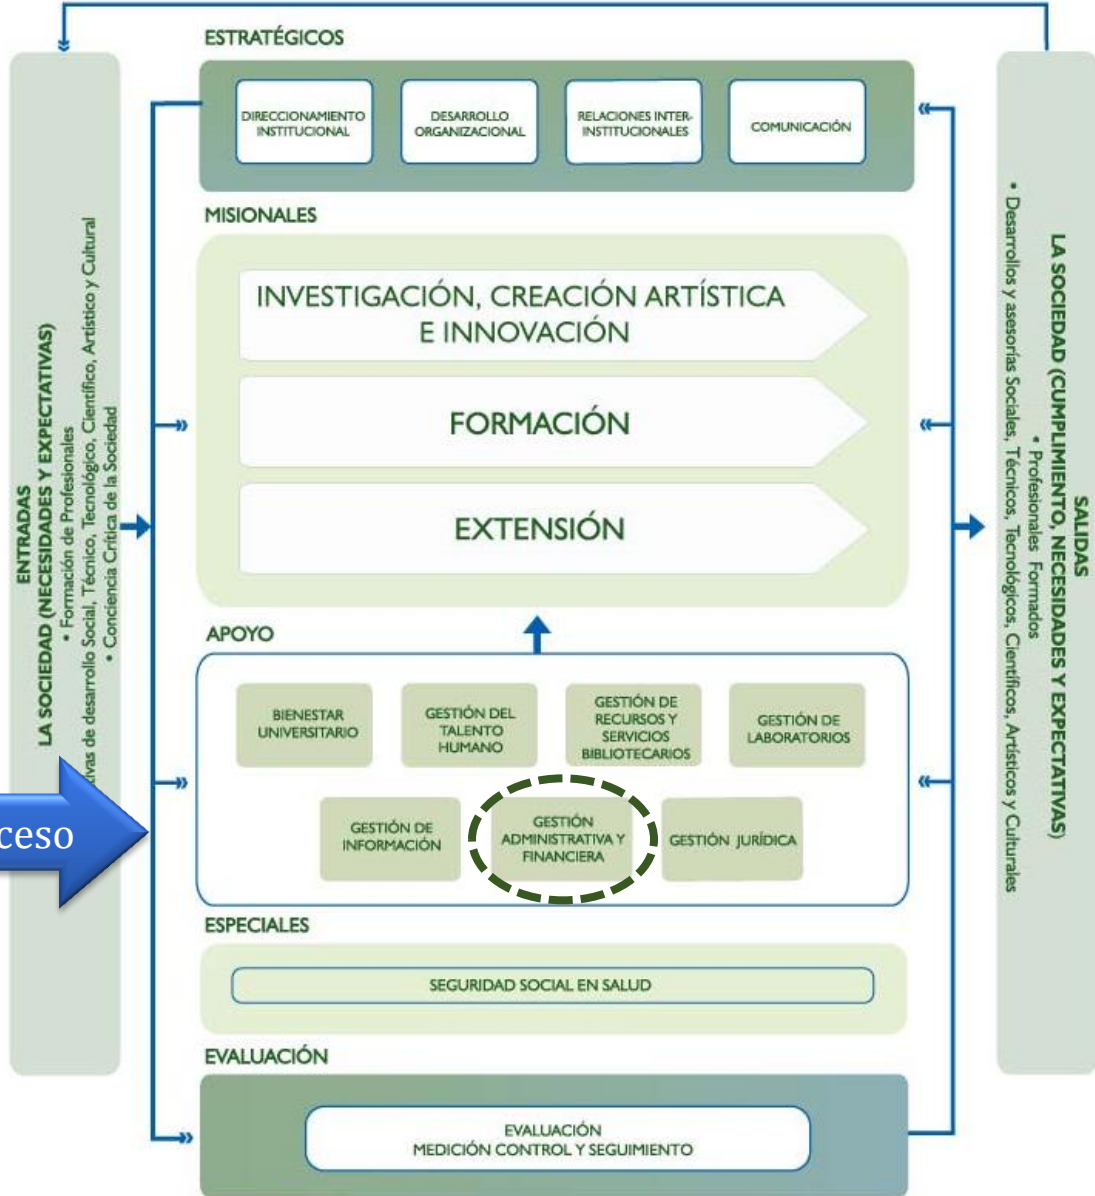 ESTRATÉGICOS
DIRECCIONAMIENTO
INSTITUCIONAL
DESARROLLO
ORGANIZACIONAL
RELACIONES INTER-
INSTITUCIONALES
COMUNICACIÓN
MISIONALES
INVESTIGACIÓN, CREACIÓN ARTÍSTICA
E INNOVACIÓN
FORMACIÓN
EXTENSIÓN
APOYO
BIENESTAR
UNIVERSITARIO
GESTIÓN DEL
TALENTO
HUMANO
GESTIÓN DE
RECURSOS Y
SERVICIOS
BIBLIOTECARIOS
GESTIÓN DE
LABORATORIOS
GESTIÓN DE
INFORMACIÓN
GESTIÓN
ADMINISTRATIVA Y
FINANCIERA
GESTIÓN JURÍDICA
ESPECIALES
SEGURIDAD SOCIAL EN SALUD
EVALUACIÓN
EVALUACIÓN
MEDICIÓN CONTROL Y SEGUIMIENTO
ENTRADAS
LA SOCIEDAD (NECESIDADES Y EXPECTATIVAS)
• Formación de Profesionales
de desarrollo Social, Técnico, Tecnológico, Científico, Artístico y Cultural
• Conciencia Crítica de la Sociedad
SALIDAS
LA SOCIEDAD (CUMPLIMIENTO, NECESIDADES Y EXPECTATIVAS)
• Profesionales Formados
• Desarrollos y asesorías Sociales, Técnicos, Tecnológicos, Científicos, Artísticos y Culturales